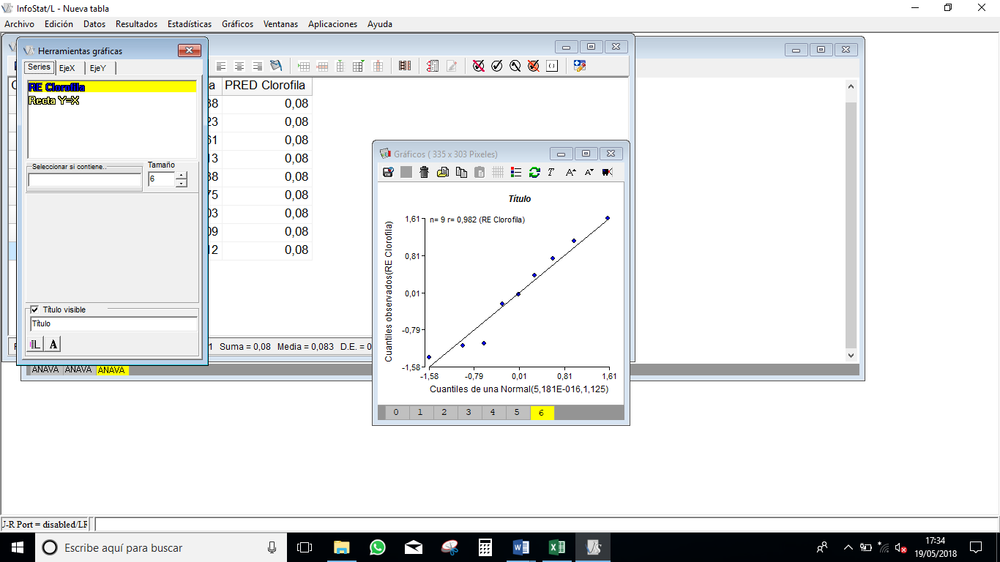 InfoStat/L - Nueva tabla
Archivo Edición Datos Resultados Estadísticas Gráficos Ventanas Aplicaciones Ayuda
Herramientas gráficas
Series EjeX EjeY
RE Clorofila
Recta Y=X
Seleccionar si contiene..
Tamaño
6
Título visible
Título
A
PRED Clorofila
38 0,08
23 0,08
61 0,08
13 0,08
38 0,08
75 0,08
03 0,08
09 0,08
12 0,08
1 Suma = 0,08 Media = 0,083 D.E. = 0
ANAVA ANAVA ANAVA
Gráficos ( 335 x 303 Pixeles)
T A A
Título
n= 9 r= 0,982 (RE Clorofila)
Cuantiles observados(RE Clorofila)
1,61
0,81
0,01
-0,79
-1,58
-1,58 -0,79 0,01 0,81 1,61
Cuantiles de una Normal(5,181E-016,1,125)
0 1 2 3 4 5 6
J-R Port = disabled/LF
Escribe aquí para buscar
17:34
19/05/2018